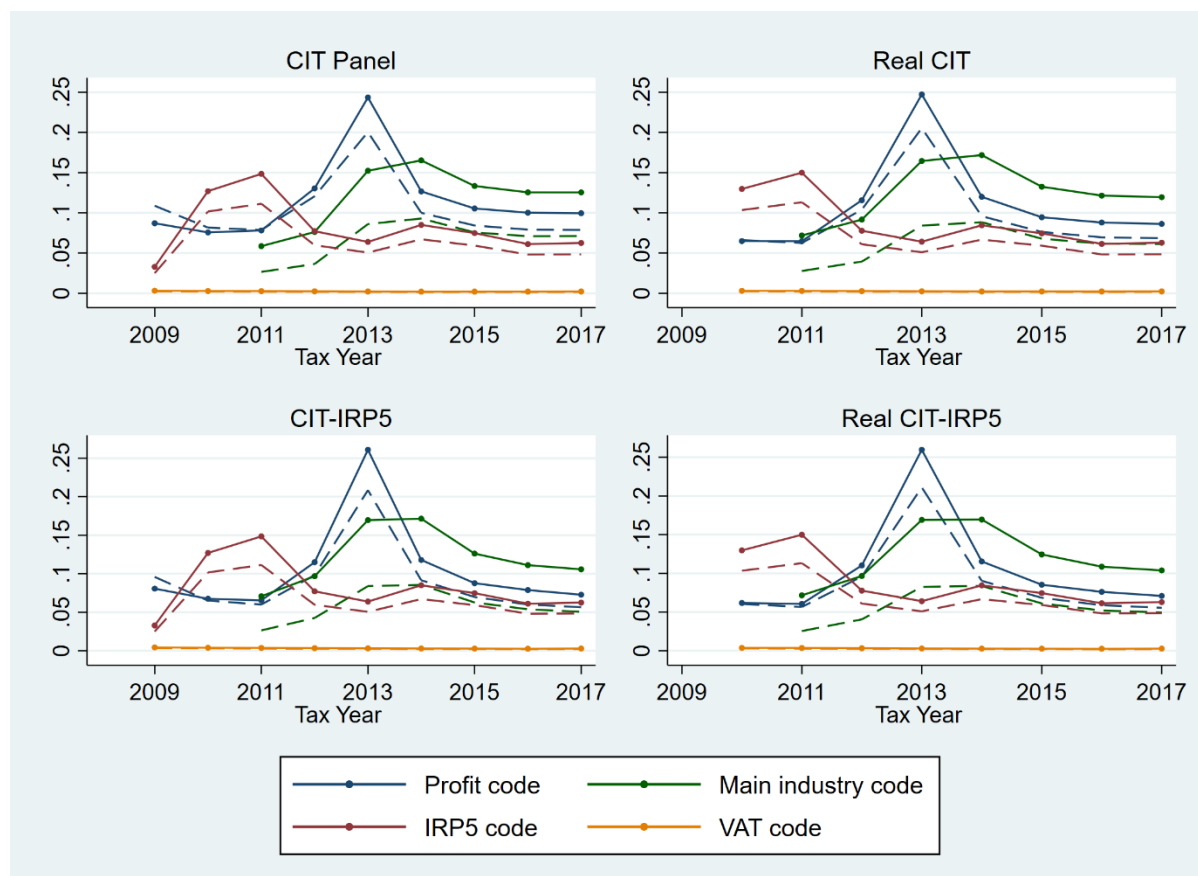 CIT Panel
.25
.2
.15
.1
.05
0
2009 2011 2013 2015 2017
Tax Year
Real CIT
.25
.2
.15
.1
.05
0
2009 2011 2013 2015 2017
Tax Year
CIT-IRP5
.25
.2
.15
.1
.05
0
2009 2011 2013 2015 2017
Tax Year
Real CIT-IRP5
.25
.2
.15
.1
.05
0
2009 2011 2013 2015 2017
Tax Year
Profit code Main industry code
IRP5 code VAT code